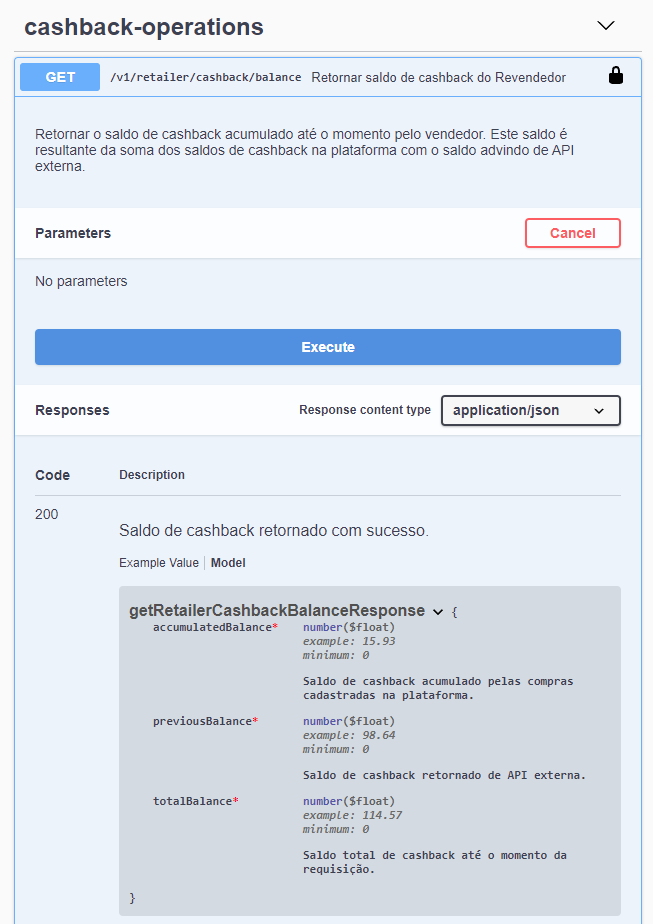 cashback-operations
GET /v1/retailer/cashback/balance Retornar saldo de cashback do Revendedor
Retornar o saldo de cashback acumulado até o momento pelo vendedor. Este saldo é
resultante da soma dos saldos de cashback na plataforma com o saldo advindo de API
externa.
Parameters Cancel
No parameters
Execute
Responses Response content type application/json
Code Description
200
Saldo de cashback retornado com sucesso.
Example Value Model
getRetailerCashbackBalanceResponse {
accumulatedBalance* number($float)
example: 15.93
minimum: 0
Saldo de cashback acumulado pelas compras
cadastradas na plataforma.
previousBalance* number($float)
example: 98.64
minimum: 0
Saldo de cashback retornado de API externa.
totalBalance* number($float)
example: 114.57
minimum: 0
Saldo total de cashback até o momento da
requisição.
}